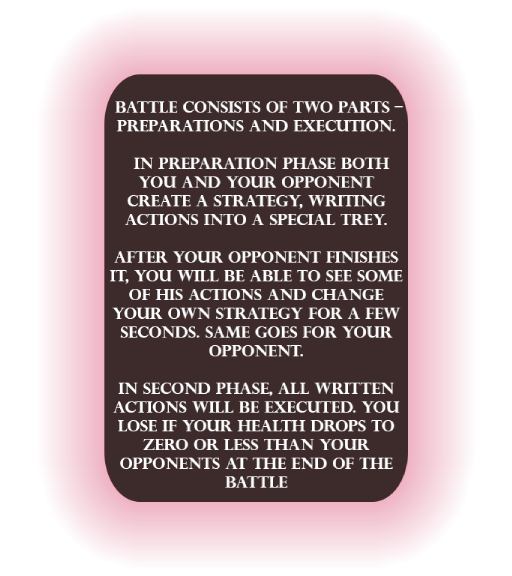 BATTLE CONSISTS OF TWO PARTS –
PREPARATIONS AND EXECUTION.
IN PREPARATION PHASE BOTH
YOU AND YOUR OPPONENT
CREATE A STRATEGY, WRITING
ACTIONS INTO A SPECIAL TREY.
AFTER YOUR OPPONENT FINISHES
IT, YOU WILL BE ABLE TO SEE SOME
OF HIS ACTIONS AND CHANGE
YOUR OWN STRATEGY FOR A FEW
SECONDS. SAME GOES FOR YOUR
OPPONENT.
IN SECOND PHASE, ALL WRITTEN
ACTIONS WILL BE EXECUTED. YOU
LOSE IF YOUR HEALTH DROPS TO
ZERO OR LESS THAN YOUR
OPPONENTS AT THE END OF THE
BATTLE